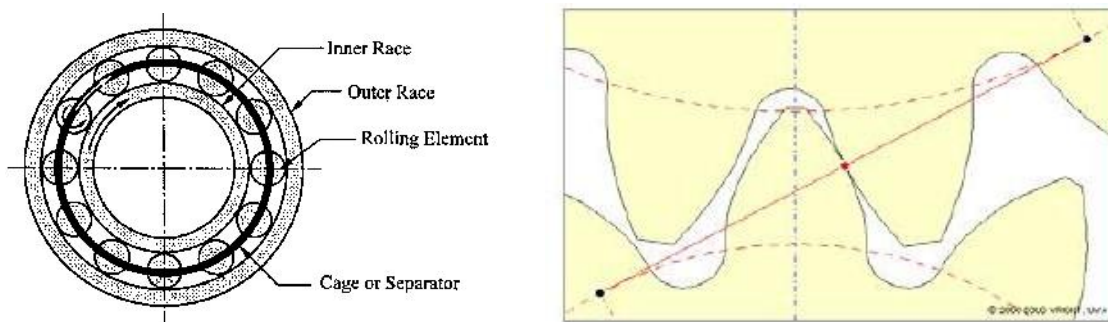 Inner Race
Outer Race
Rolling Element
Cage or Separator